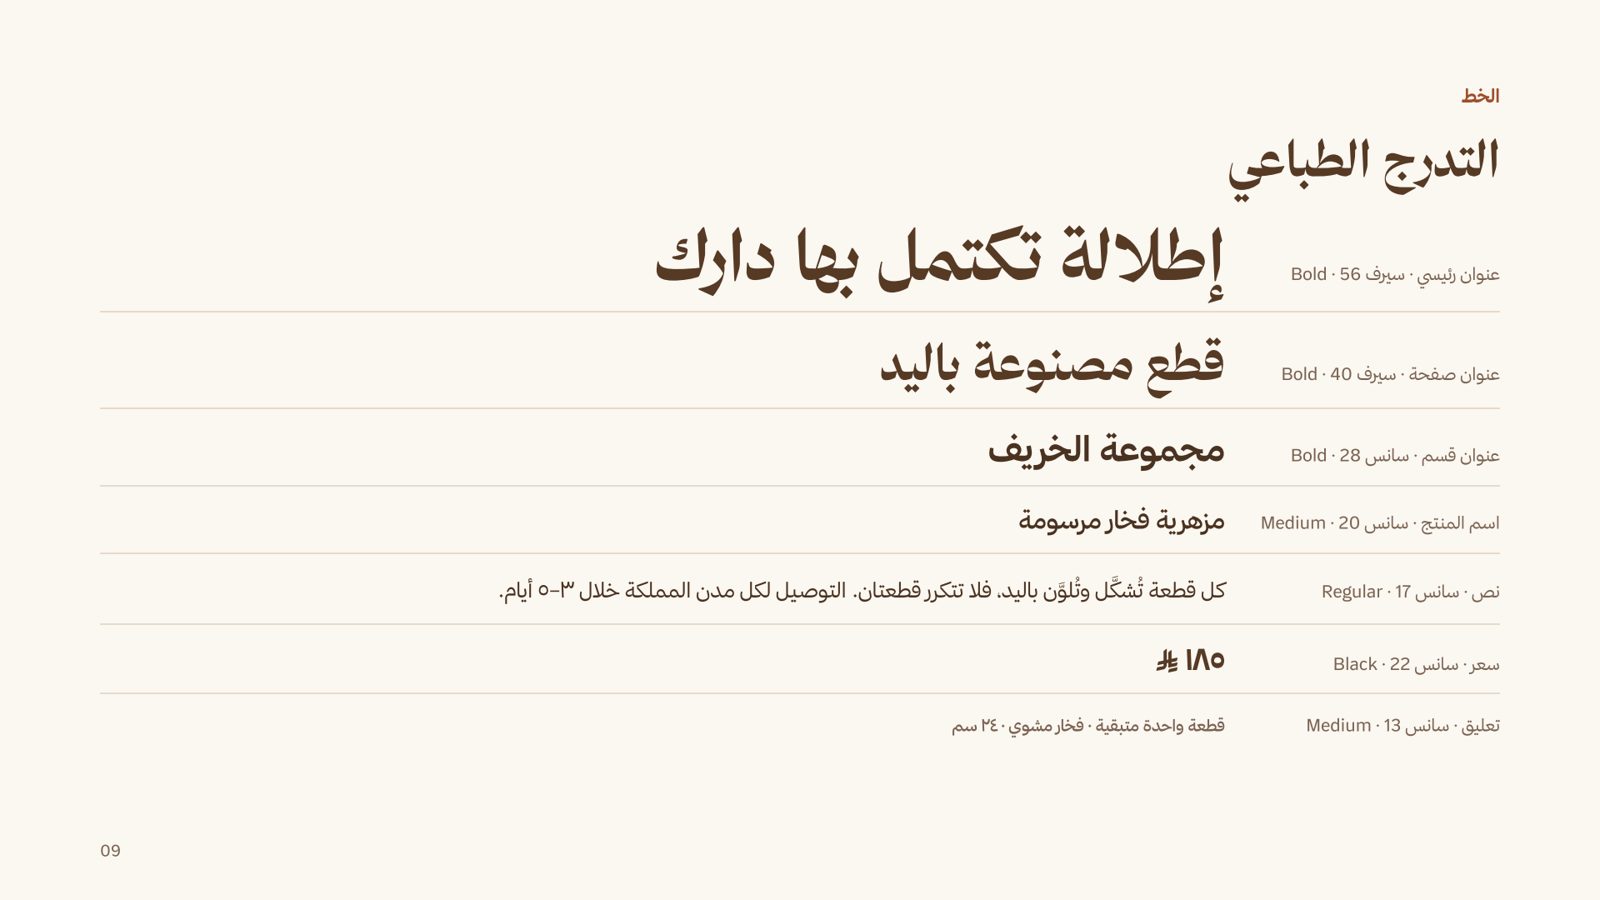 الخط
التدرج الطباعي
عنوان رئيسي · سيرف 56 · Bold
إطلالة تكتمل بها دارك
عنوان صفحة · سيرف 40 · Bold
قطع مصنوعة باليد
عنوان قسم · سانس 28 · Bold
مجموعة الخريف
اسم المنتج · سانس 20 · Medium
مزهرية فخار مرسومة
نص · سانس 17 · Regular
كل قطعة تُشكَّل وتُلوَّن باليد، فلا تتكرر قطعتان. التوصيل لكل مدن المملكة خلال ٣–٥ أيام.
سعر · سانس 22 · Black
١٨٥ ⃁
تعليق · سانس 13 · Medium
قطعة واحدة متبقية · فخار مشوي · ٢٤ سم
09